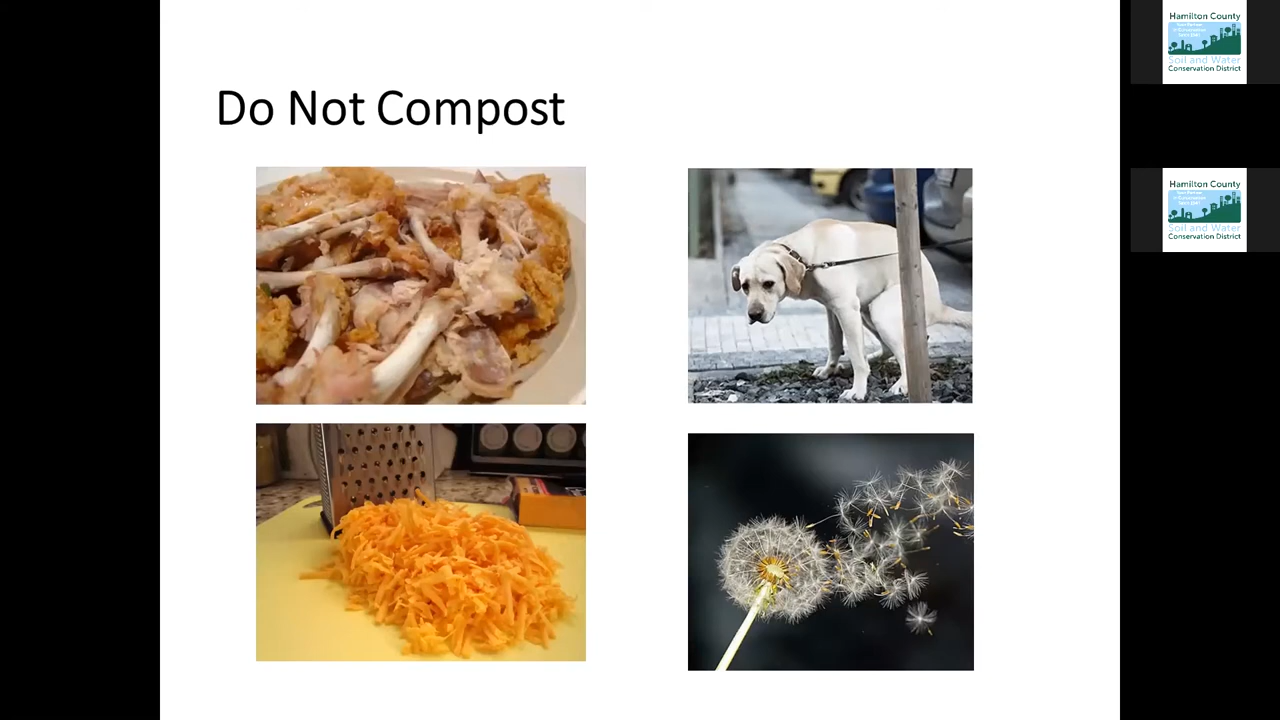 Do Not Compost
Hamilton County
Soil and Water
Conservation District
Hamilton County
Soil and Water
Conservation District